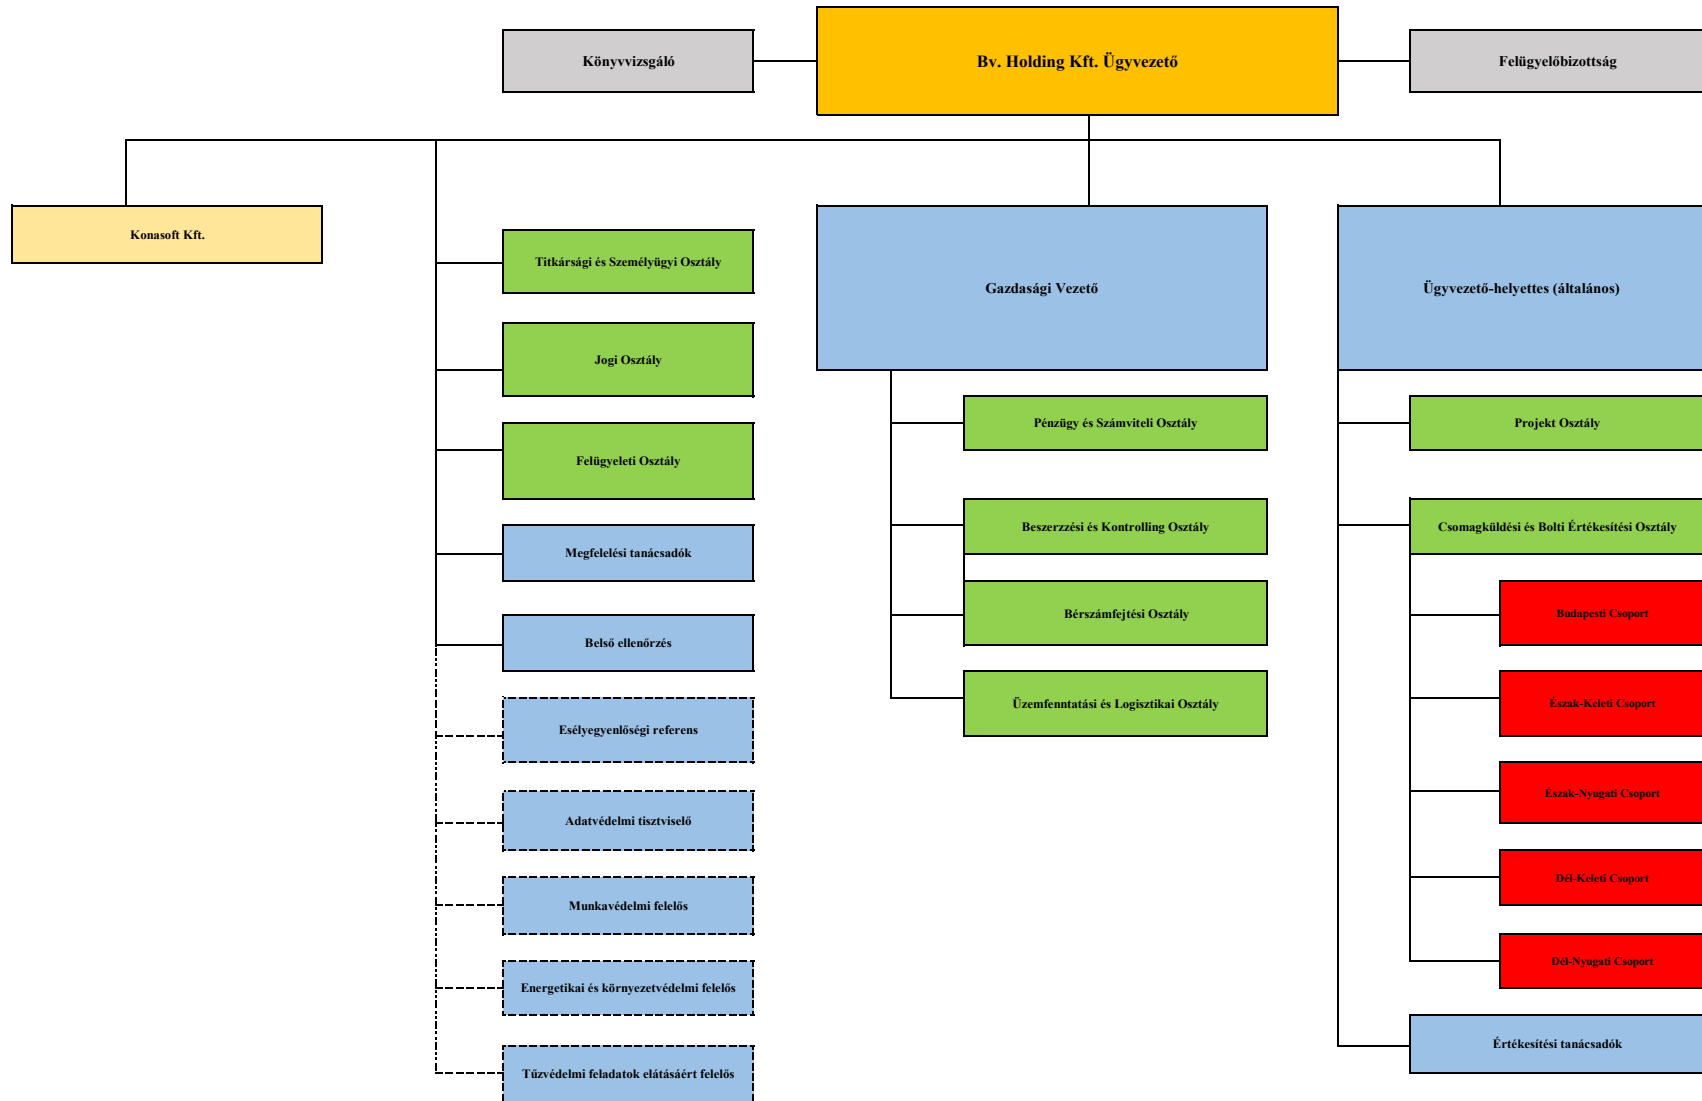 Könyvvizsgáló
Bv. Holding Kft. Ügyvezető
Felügyelőbizottság
Konasoft Kft.
Titkársági és Személyügyi Osztály
Jogi Osztály
Felügyeleti Osztály
Megfelelési tanácsadók
Belső ellenőrzés
Esélyegyenlőségi referens
Adatvédelmi tisztviselő
Munkavédelmi felelős
Energetikai és környezetvédelmi felelős
Tűzvédelmi feladatok elátásáért felelős
Gazdasági Vezető
Pénzügy és Számviteli Osztály
Beszerzzési és Kontrolling Osztály
Bérszámfejtési Osztály
Üzemfenntatási és Logisztikai Osztály
Ügyvezető-helyettes (általános)
Projekt Osztály
Csomagküldési és Bolti Értékesítési Osztály
Budapesti Csoport
Észak-Keleti Csoport
Észak-Nyugati Csoport
Dél-Keleti Csoport
Dél-Nyugati Csoport
Értékesítési tanácsadók